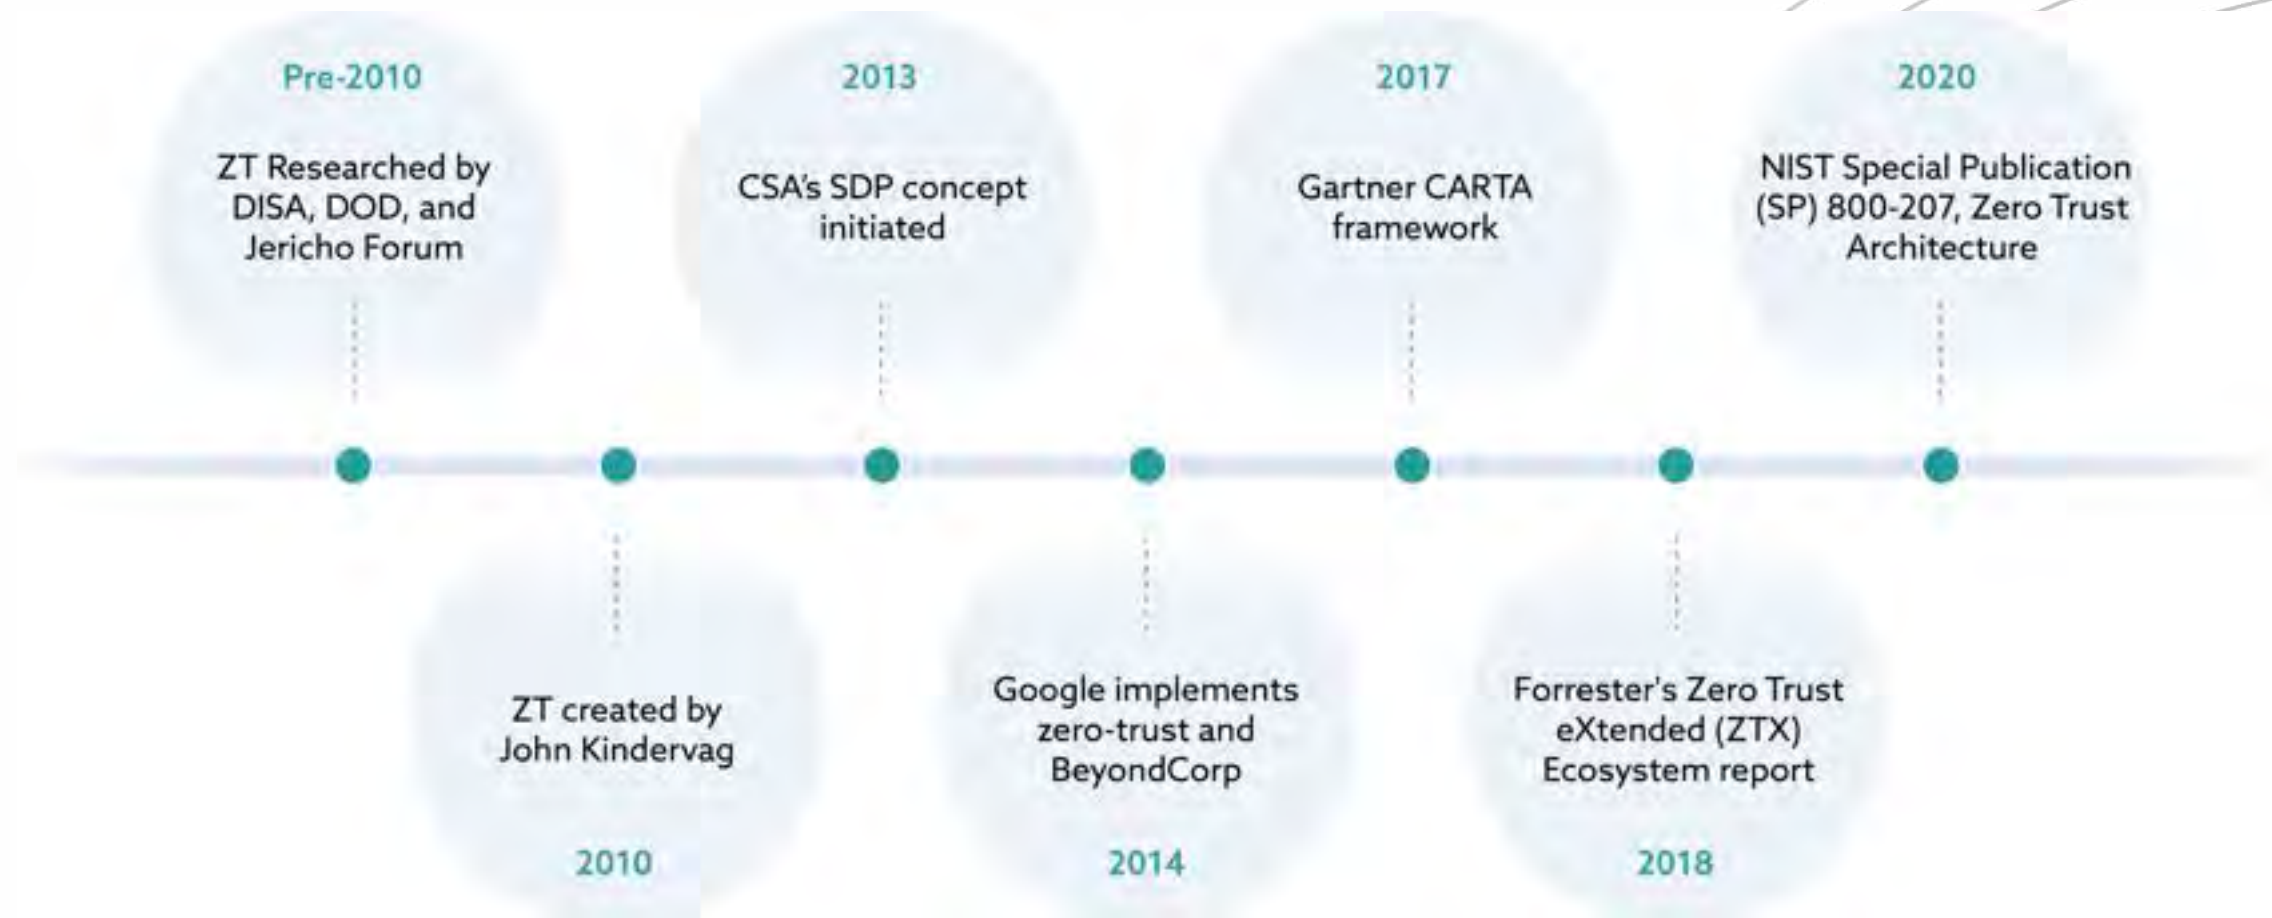 Pre-2010
ZT Researched by
DISA, DOD, and
Jericho Forum
ZT created by
John Kindervag
2010
2013
CSA's SDP concept
initiated
Google implements
zero-trust and
BeyondCorp
2014
2017
Gartner CARTA
framework
Forrester's Zero Trust
eXtended (ZTX)
Ecosystem report
2018
2020
NIST Special Publication
(SP) 800-207, Zero Trust
Architecture